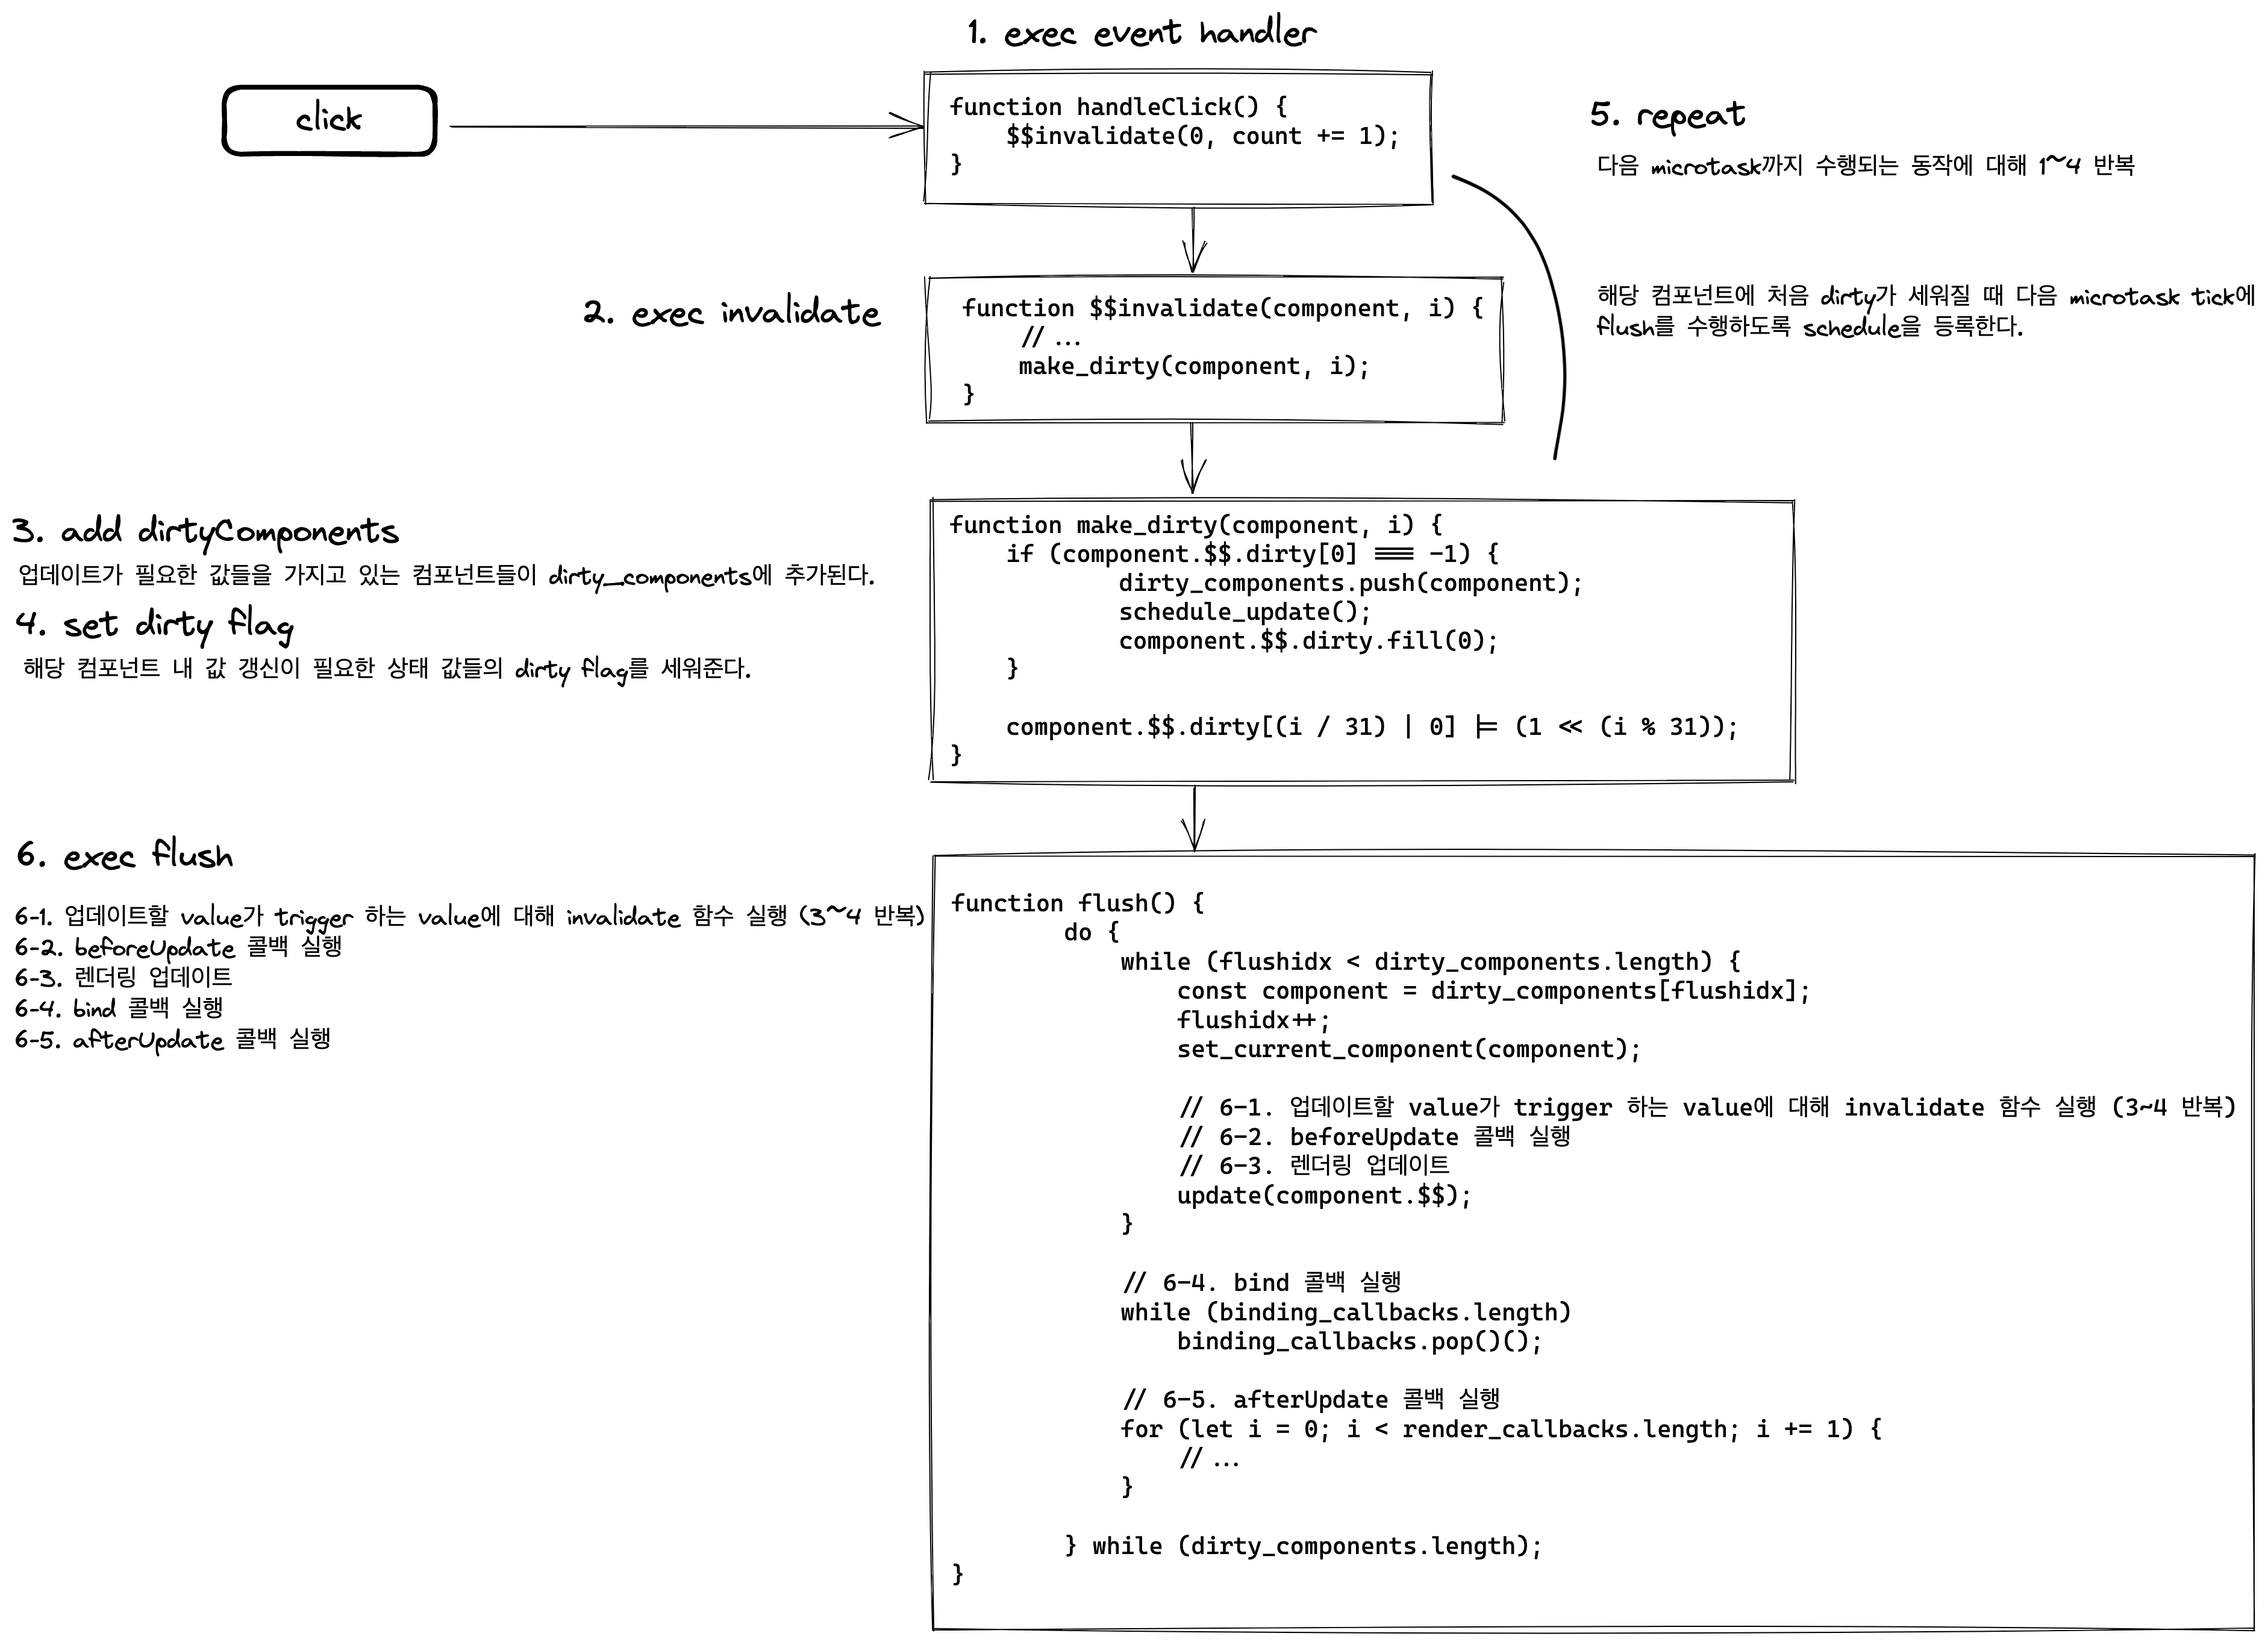 1. exec event handler
click
function handleClick() {
    $$invalidate(0, count += 1);
}
5. repeat
다음 microtask까지 수행되는 동작에 대해 1~4 반복
2. exec invalidate
function $$invalidate(component, i) {
    // ...
    make_dirty(component, i);
}
해당 컴포넌트에 처음 dirty가 세워질 때 다음 microtask tick에
flush를 수행하도록 schedule을 등록한다.
3. add dirtyComponents
업데이트가 필요한 값들을 가지고 있는 컴포넌트들이 dirty_components에 추가된다.
4. set dirty flag
해당 컴포넌트 내 값 갱신이 필요한 상태 값들의 dirty flag를 세워준다.
function make_dirty(component, i) {
    if (component.$$.dirty[0] === -1) {
            dirty_components.push(component);
            schedule_update();
            component.$$.dirty.fill(0);
    }
    component.$$.dirty[(i / 31) | 0] |= (1 << (i % 31));
}
6. exec flush
6-1. 업데이트할 value가 trigger 하는 value에 대해 invalidate 함수 실행 (3~4 반복)
6-2. beforeUpdate 콜백 실행
6-3. 렌더링 업데이트
6-4. bind 콜백 실행
6-5. afterUpdate 콜백 실행
function flush() {
        do {
            while (flushidx < dirty_components.length) {
                const component = dirty_components[flushidx];
                flushidx++;
                set_current_component(component);
                // 6-1. 업데이트할 value가 trigger 하는 value에 대해 invalidate 함수 실행 (3~4 반복)
                // 6-2. beforeUpdate 콜백 실행
                // 6-3. 렌더링 업데이트
                update(component.$$);
            }
            // 6-4. bind 콜백 실행
            while (binding_callbacks.length)
                binding_callbacks.pop()();
            // 6-5. afterUpdate 콜백 실행
            for (let i = 0; i < render_callbacks.length; i += 1) {
                // ...
            }
        } while (dirty_components.length);
}